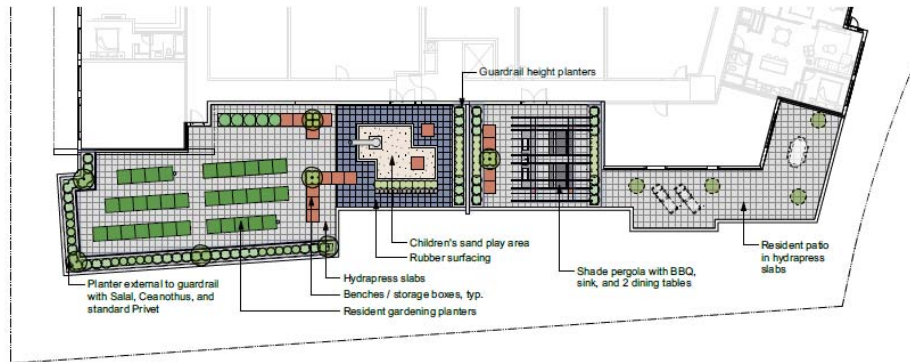 Guardrail height planters
Children's sand play area
Rubber surfacing
Planter external to guardrail
with Salal, Ceanothus, and
standard Privet
Hydrapress slabs
Benches / storage boxes, typ.
Resident gardening planters
Shade pergola with BBQ,
sink, and 2 dining tables
Resident patio
in hydrapress
slabs